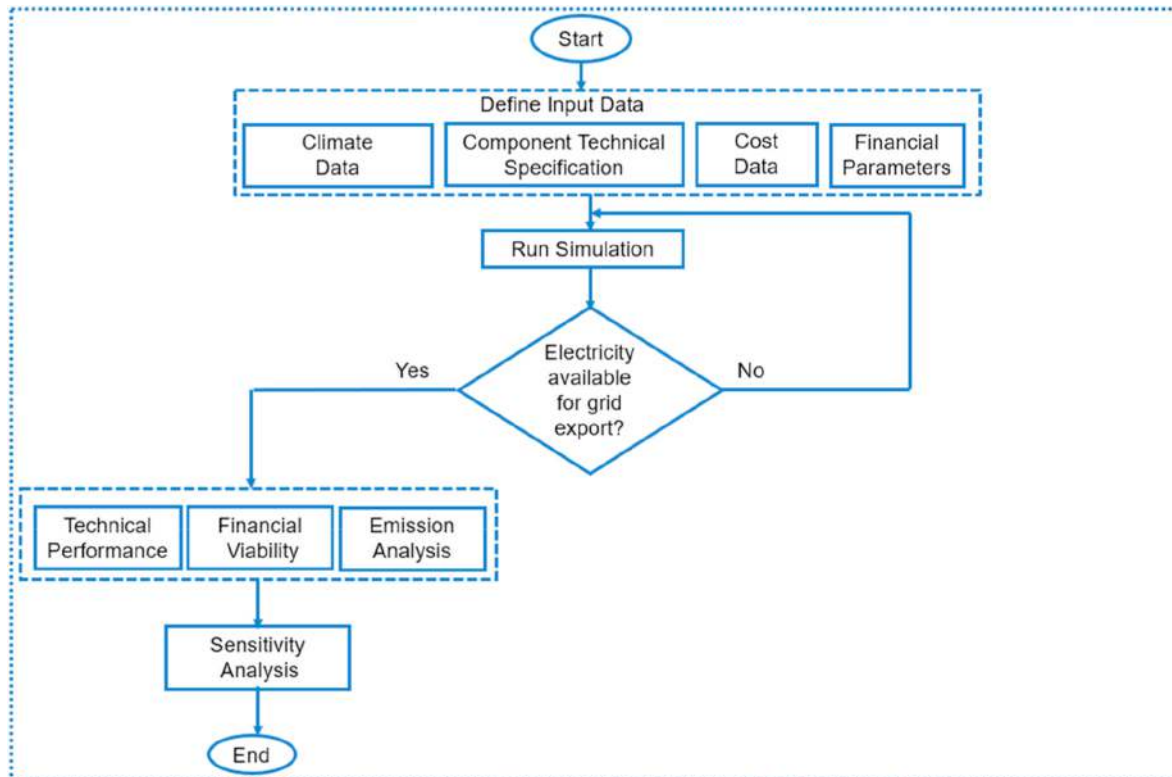 Start
Define Input Data
Climate
Data
Component Technical
Specification
Cost
Data
Financial
Parameters
Run Simulation
Electricity
available
for grid
export?
Yes
No
Technical
Performance
Financial
Viability
Emission
Analysis
Sensitivity
Analysis
End